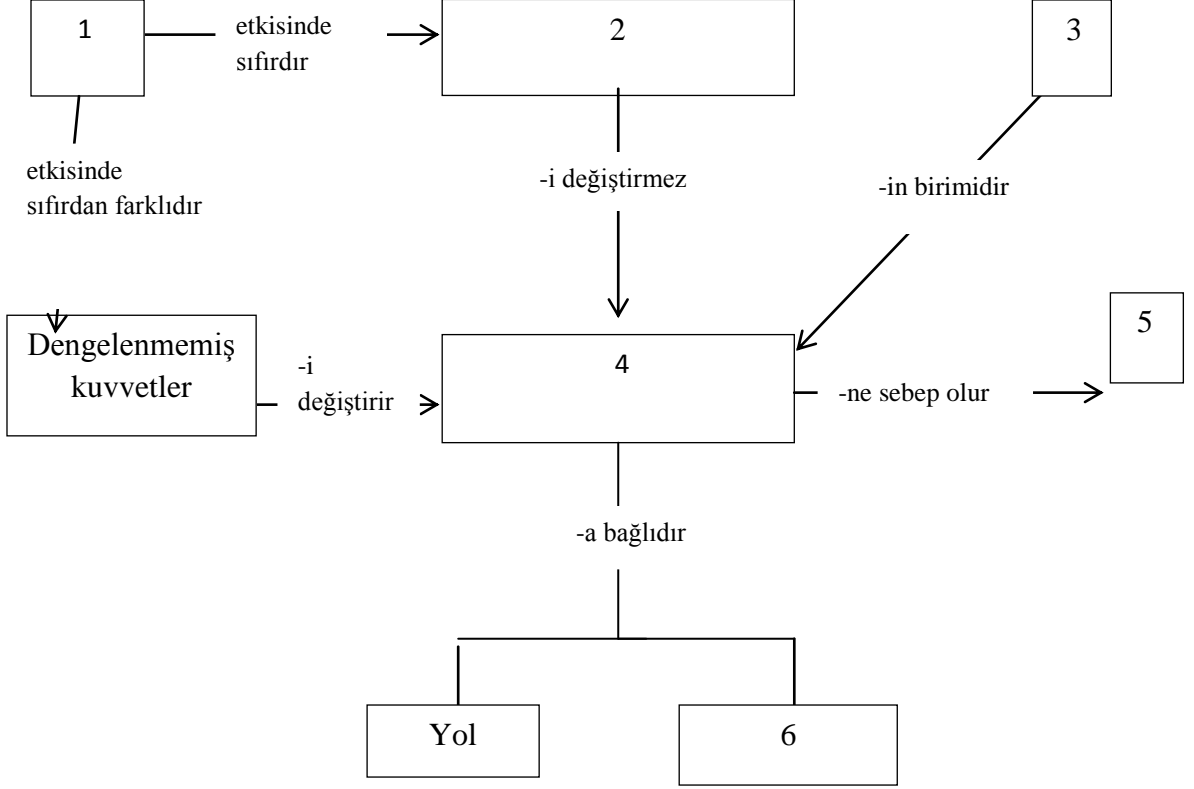 1
etkisinde
sıfırdır
2
3
etkisinde
sıfırdan farklıdır
-i değiştirmez
-in birimidir
Dengelenmemiş
kuvvetler
-i
değiştirir
4
-ne sebep olur
5
-a bağlıdır
Yol
6